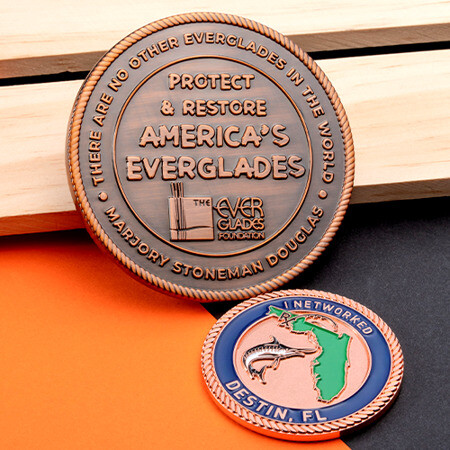 • THERE ARE NO OTHER EVERGLADES IN THE WORLD •
PROTECT
& RESTORE
AMERICA'S
EVERGLADES
THE EVER
GLADES
FOUNDATION
MARJORY STONEMAN DOUGLAS
I NETWORKED
DESTIN, FL